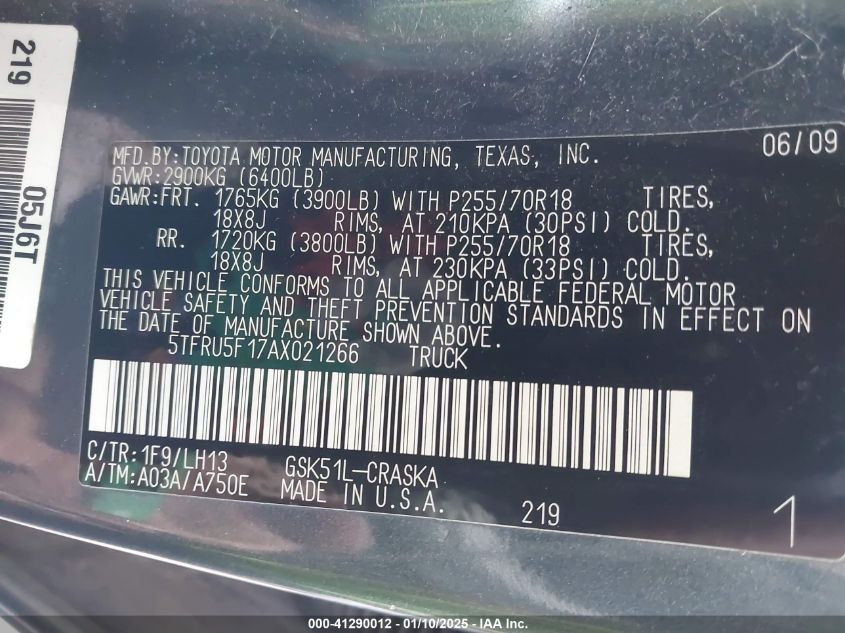 219
05J6T
MFD.BY:TOYOTA MOTOR MANUFACTURING, TEXAS, INC. 06/09
GVWR:2900KG (6400LB)
GAWR:FRT. 1765KG (3900LB) WITH P255/70R18 TIRES,
18X8J RIMS, AT 210KPA (30PSI) COLD.
RR. 1720KG (3800LB) WITH P255/70R18 TIRES,
18X8J RIMS, AT 230KPA (33PSI) COLD.
THIS VEHICLE CONFORMS TO ALL APPLICABLE FEDERAL MOTOR
VEHICLE SAFETY AND THEFT PREVENTION STANDARDS IN EFFECT ON
THE DATE OF MANUFACTURE SHOWN ABOVE.
5TFRU5F17AX021266 TRUCK
C/TR:1F9/LH13 GSK51L-CRASKA
A/TM:A03A/A750E MADE IN U.S.A. 219
1
000-41290012 - 01/10/2025 - IAA Inc.